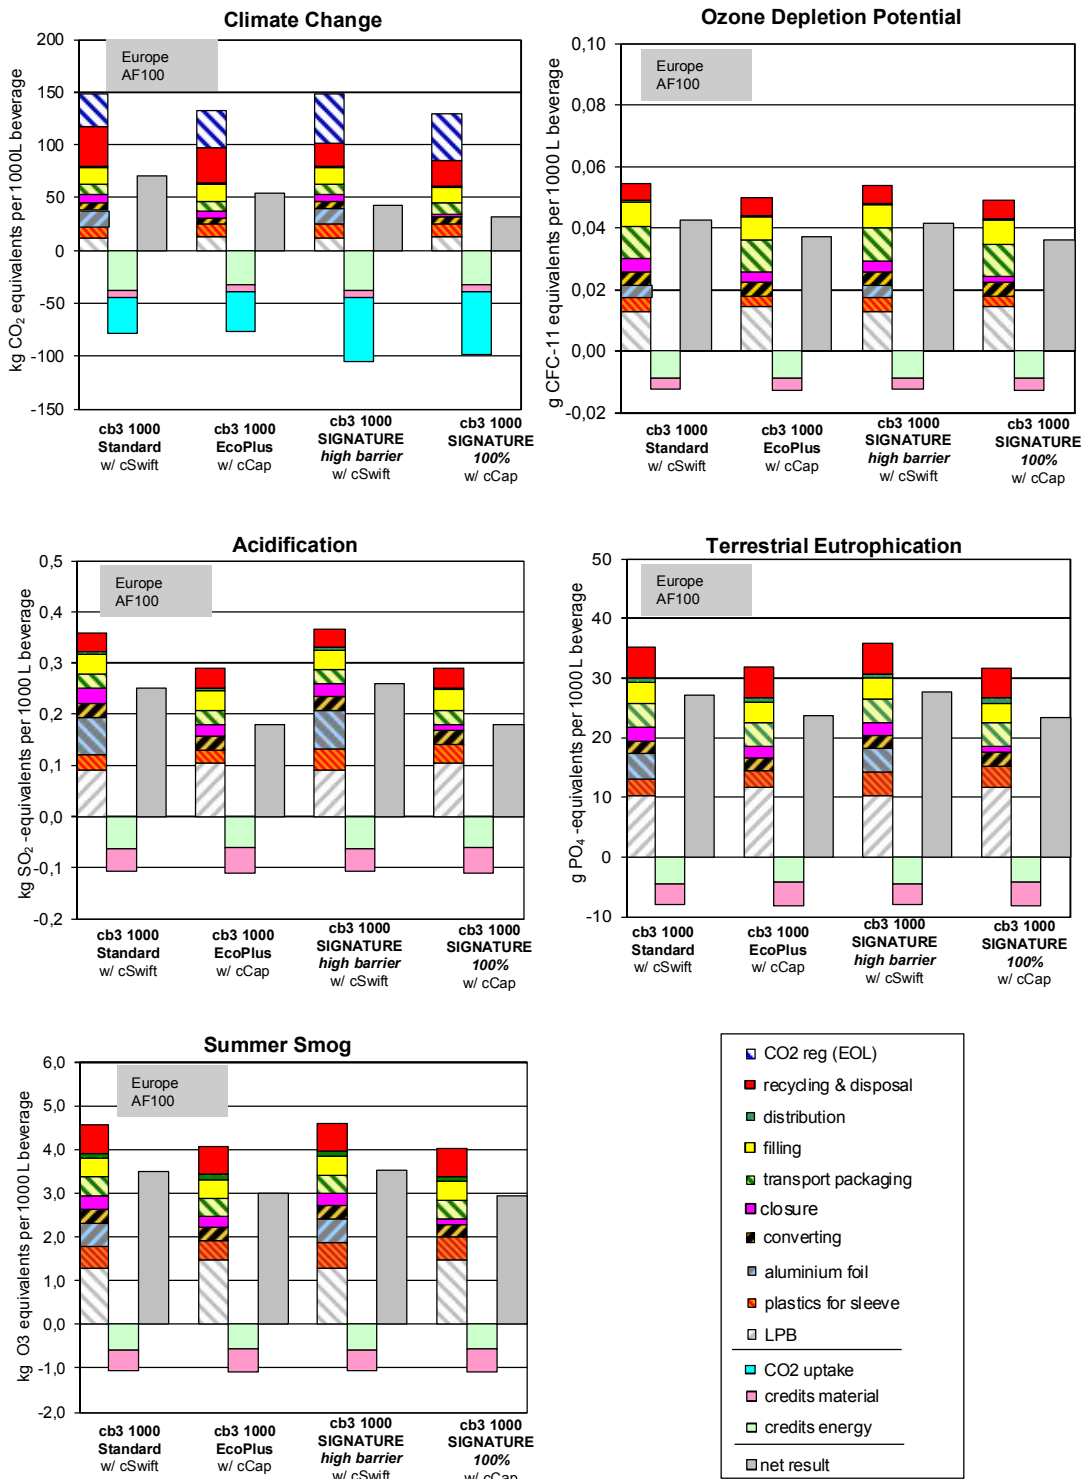 Climate Change
kg CO2 equivalents per 1000L beverage
200
150
100
50
0
-50
-100
-150
Europe
AF100
cb3 1000
Standard
w/ cSwift
cb3 1000
EcoPlus
w/ cCap
cb3 1000
SIGNATURE
high barrier
w/ cSwift
cb3 1000
SIGNATURE
100%
w/ cCap
Ozone Depletion Potential
g CFC-11 equivalents per 1000 L beverage
0,10
0,08
0,06
0,04
0,02
0,00
-0,02
Europe
AF100
cb3 1000
Standard
w/ cSwift
cb3 1000
EcoPlus
w/ cCap
cb3 1000
SIGNATURE
high barrier
w/ cSwift
cb3 1000
SIGNATURE
100%
w/ cCap
Acidification
kg SO2 -equivalents per 1000 L beverage
0,5
0,4
0,3
0,2
0,1
0,0
-0,1
-0,2
Europe
AF100
cb3 1000
Standard
w/ cSwift
cb3 1000
EcoPlus
w/ cCap
cb3 1000
SIGNATURE
high barrier
w/ cSwift
cb3 1000
SIGNATURE
100%
w/ cCap
Terrestrial Eutrophication
g PO4 -equivalents per 1000 L beverage
50
40
30
20
10
0
-10
Europe
AF100
cb3 1000
Standard
w/ cSwift
cb3 1000
EcoPlus
w/ cCap
cb3 1000
SIGNATURE
high barrier
w/ cSwift
cb3 1000
SIGNATURE
100%
w/ cCap
Summer Smog
kg O3 equivalents per 1000 L beverage
6,0
5,0
4,0
3,0
2,0
1,0
0,0
-1,0
-2,0
Europe
AF100
cb3 1000
Standard
w/ cSwift
cb3 1000
EcoPlus
w/ cCap
cb3 1000
SIGNATURE
high barrier
w/ cSwift
cb3 1000
SIGNATURE
100%
w/ cCap
CO2 reg (EOL)
recycling & disposal
distribution
filling
transport packaging
closure
converting
aluminium foil
plastics for sleeve
LPB
CO2 uptake
credits material
credits energy
net result